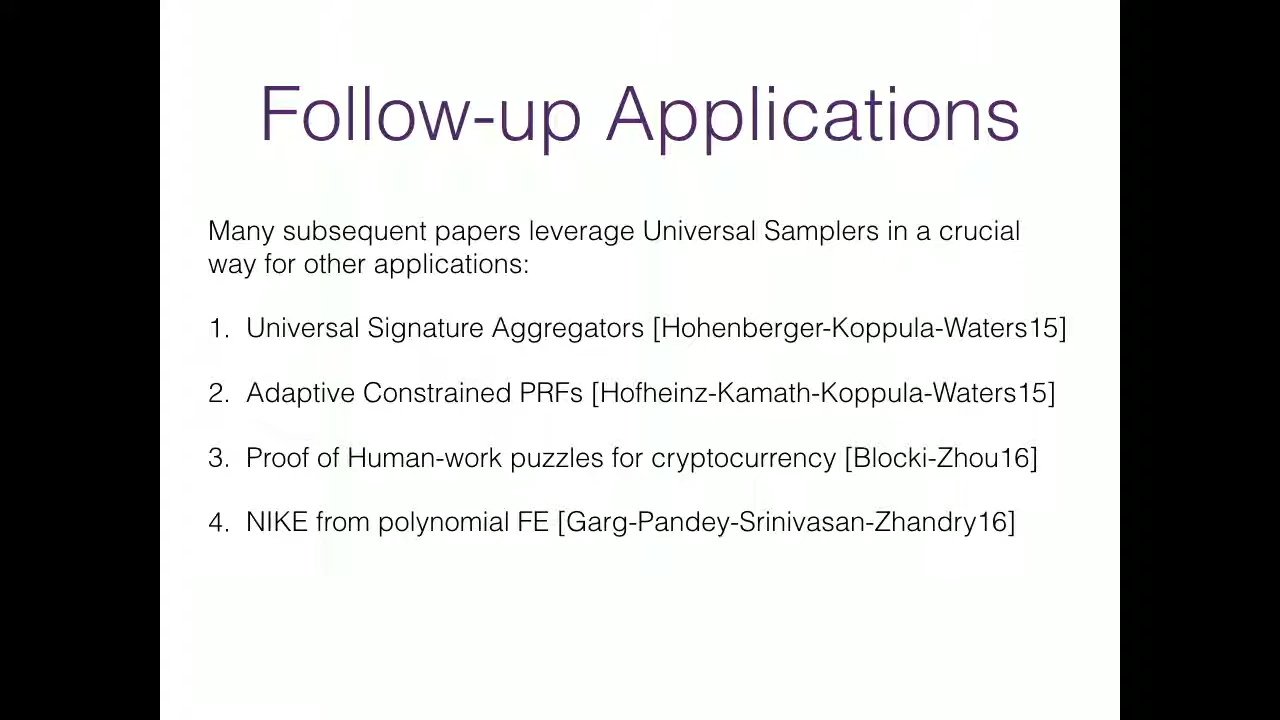 Follow-up Applications
Many subsequent papers leverage Universal Samplers in a crucial
way for other applications:
1. Universal Signature Aggregators [Hohenberger-Koppula-Waters15]
2. Adaptive Constrained PRFs [Hofheinz-Kamath-Koppula-Waters15]
3. Proof of Human-work puzzles for cryptocurrency [Blocki-Zhou16]
4. NIKE from polynomial FE [Garg-Pandey-Srinivasan-Zhandry16]